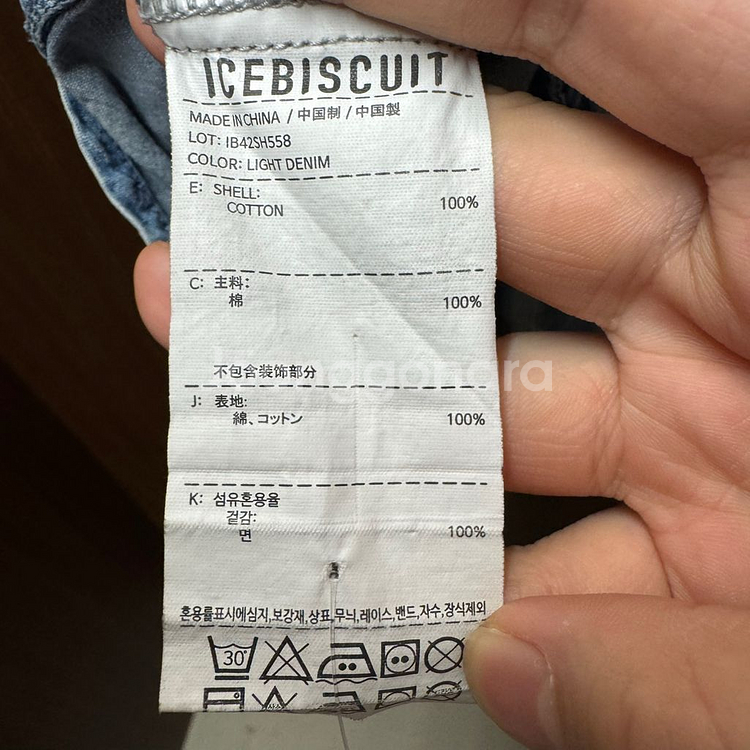 ICEBISCUIT
MADE IN CHINA / 中国制 / 中国製
LOT: IB42SH558
COLOR: LIGHT DENIM
E: SHELL:
COTTON 100%
C: 主料:
棉 100%
不包含装饰部分
J: 表地:
綿、コットン 100%
K: 섬유혼용율
겉감:
면 100%
혼용률표시에심지,보강재,상표,무늬,레이스,밴드,자수,장식제외
30°